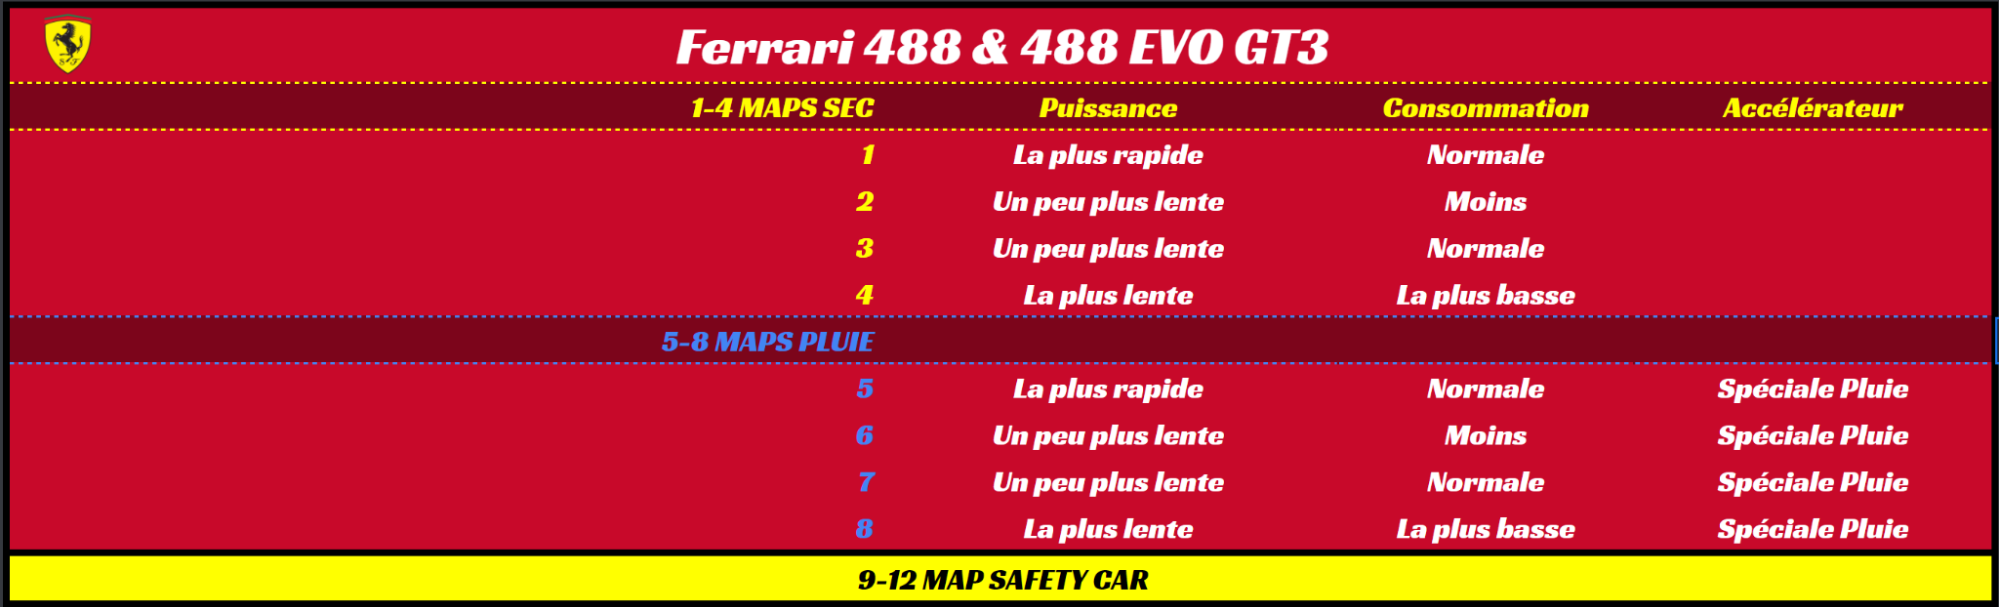 Ferrari 488 & 488 EVO GT3
1-4 MAPS SEC Puissance Consommation Accélérateur
1 La plus rapide Normale
2 Un peu plus lente Moins
3 Un peu plus lente Normale
4 La plus lente La plus basse
5-8 MAPS PLUIE
5 La plus rapide Normale Spéciale Pluie
6 Un peu plus lente Moins Spéciale Pluie
7 Un peu plus lente Normale Spéciale Pluie
8 La plus lente La plus basse Spéciale Pluie
9-12 MAP SAFETY CAR
S F